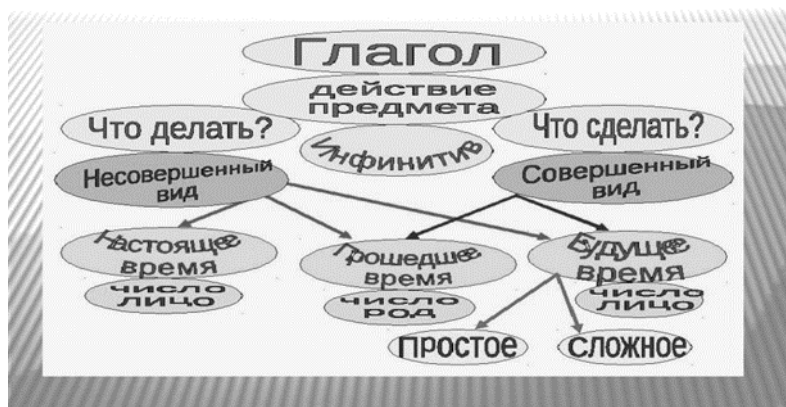 Глагол
действие
предмета
Что делать?
Что сделать?
Инфинитив
Несовершенный
вид
Совершенный
вид
Настоящее
время
Прошедшее
время
Будущее
время
число
лицо
число
род
число
лицо
простое
сложное